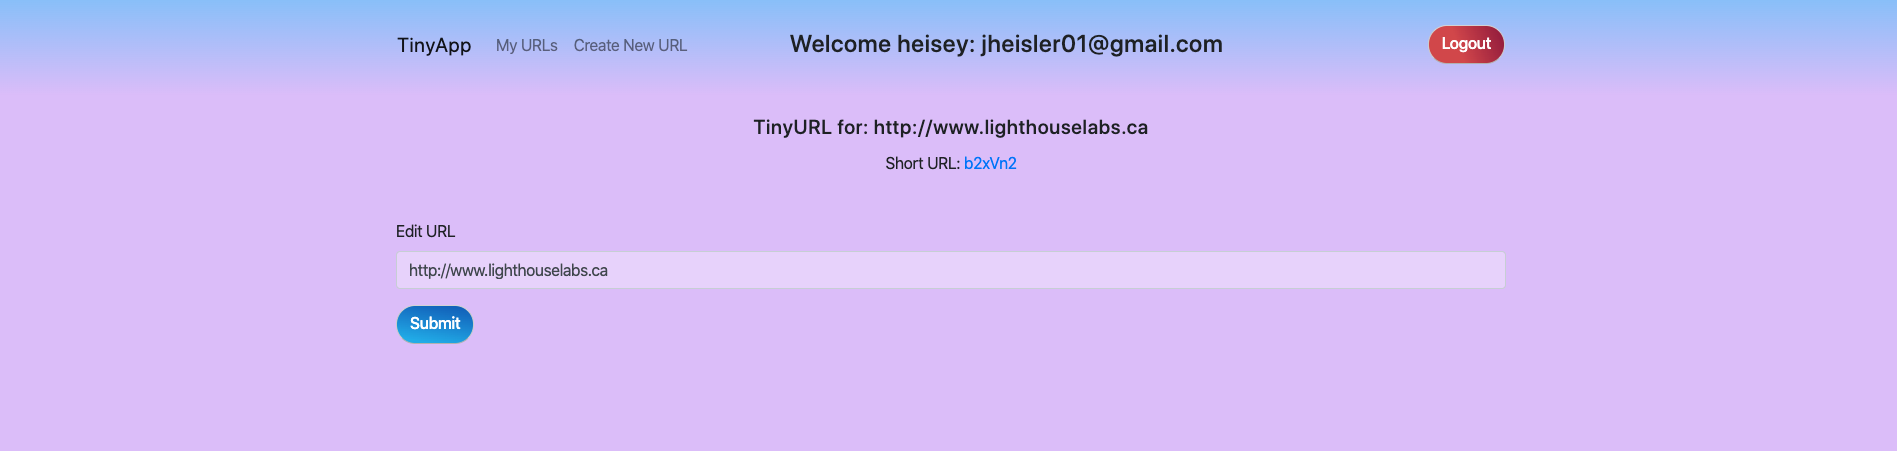 TinyApp My URLs Create New URL Welcome heisey: jheisler01@gmail.com Logout
TinyURL for: http://www.lighthouselabs.ca
Short URL: b2xVn2
Edit URL
http://www.lighthouselabs.ca
Submit